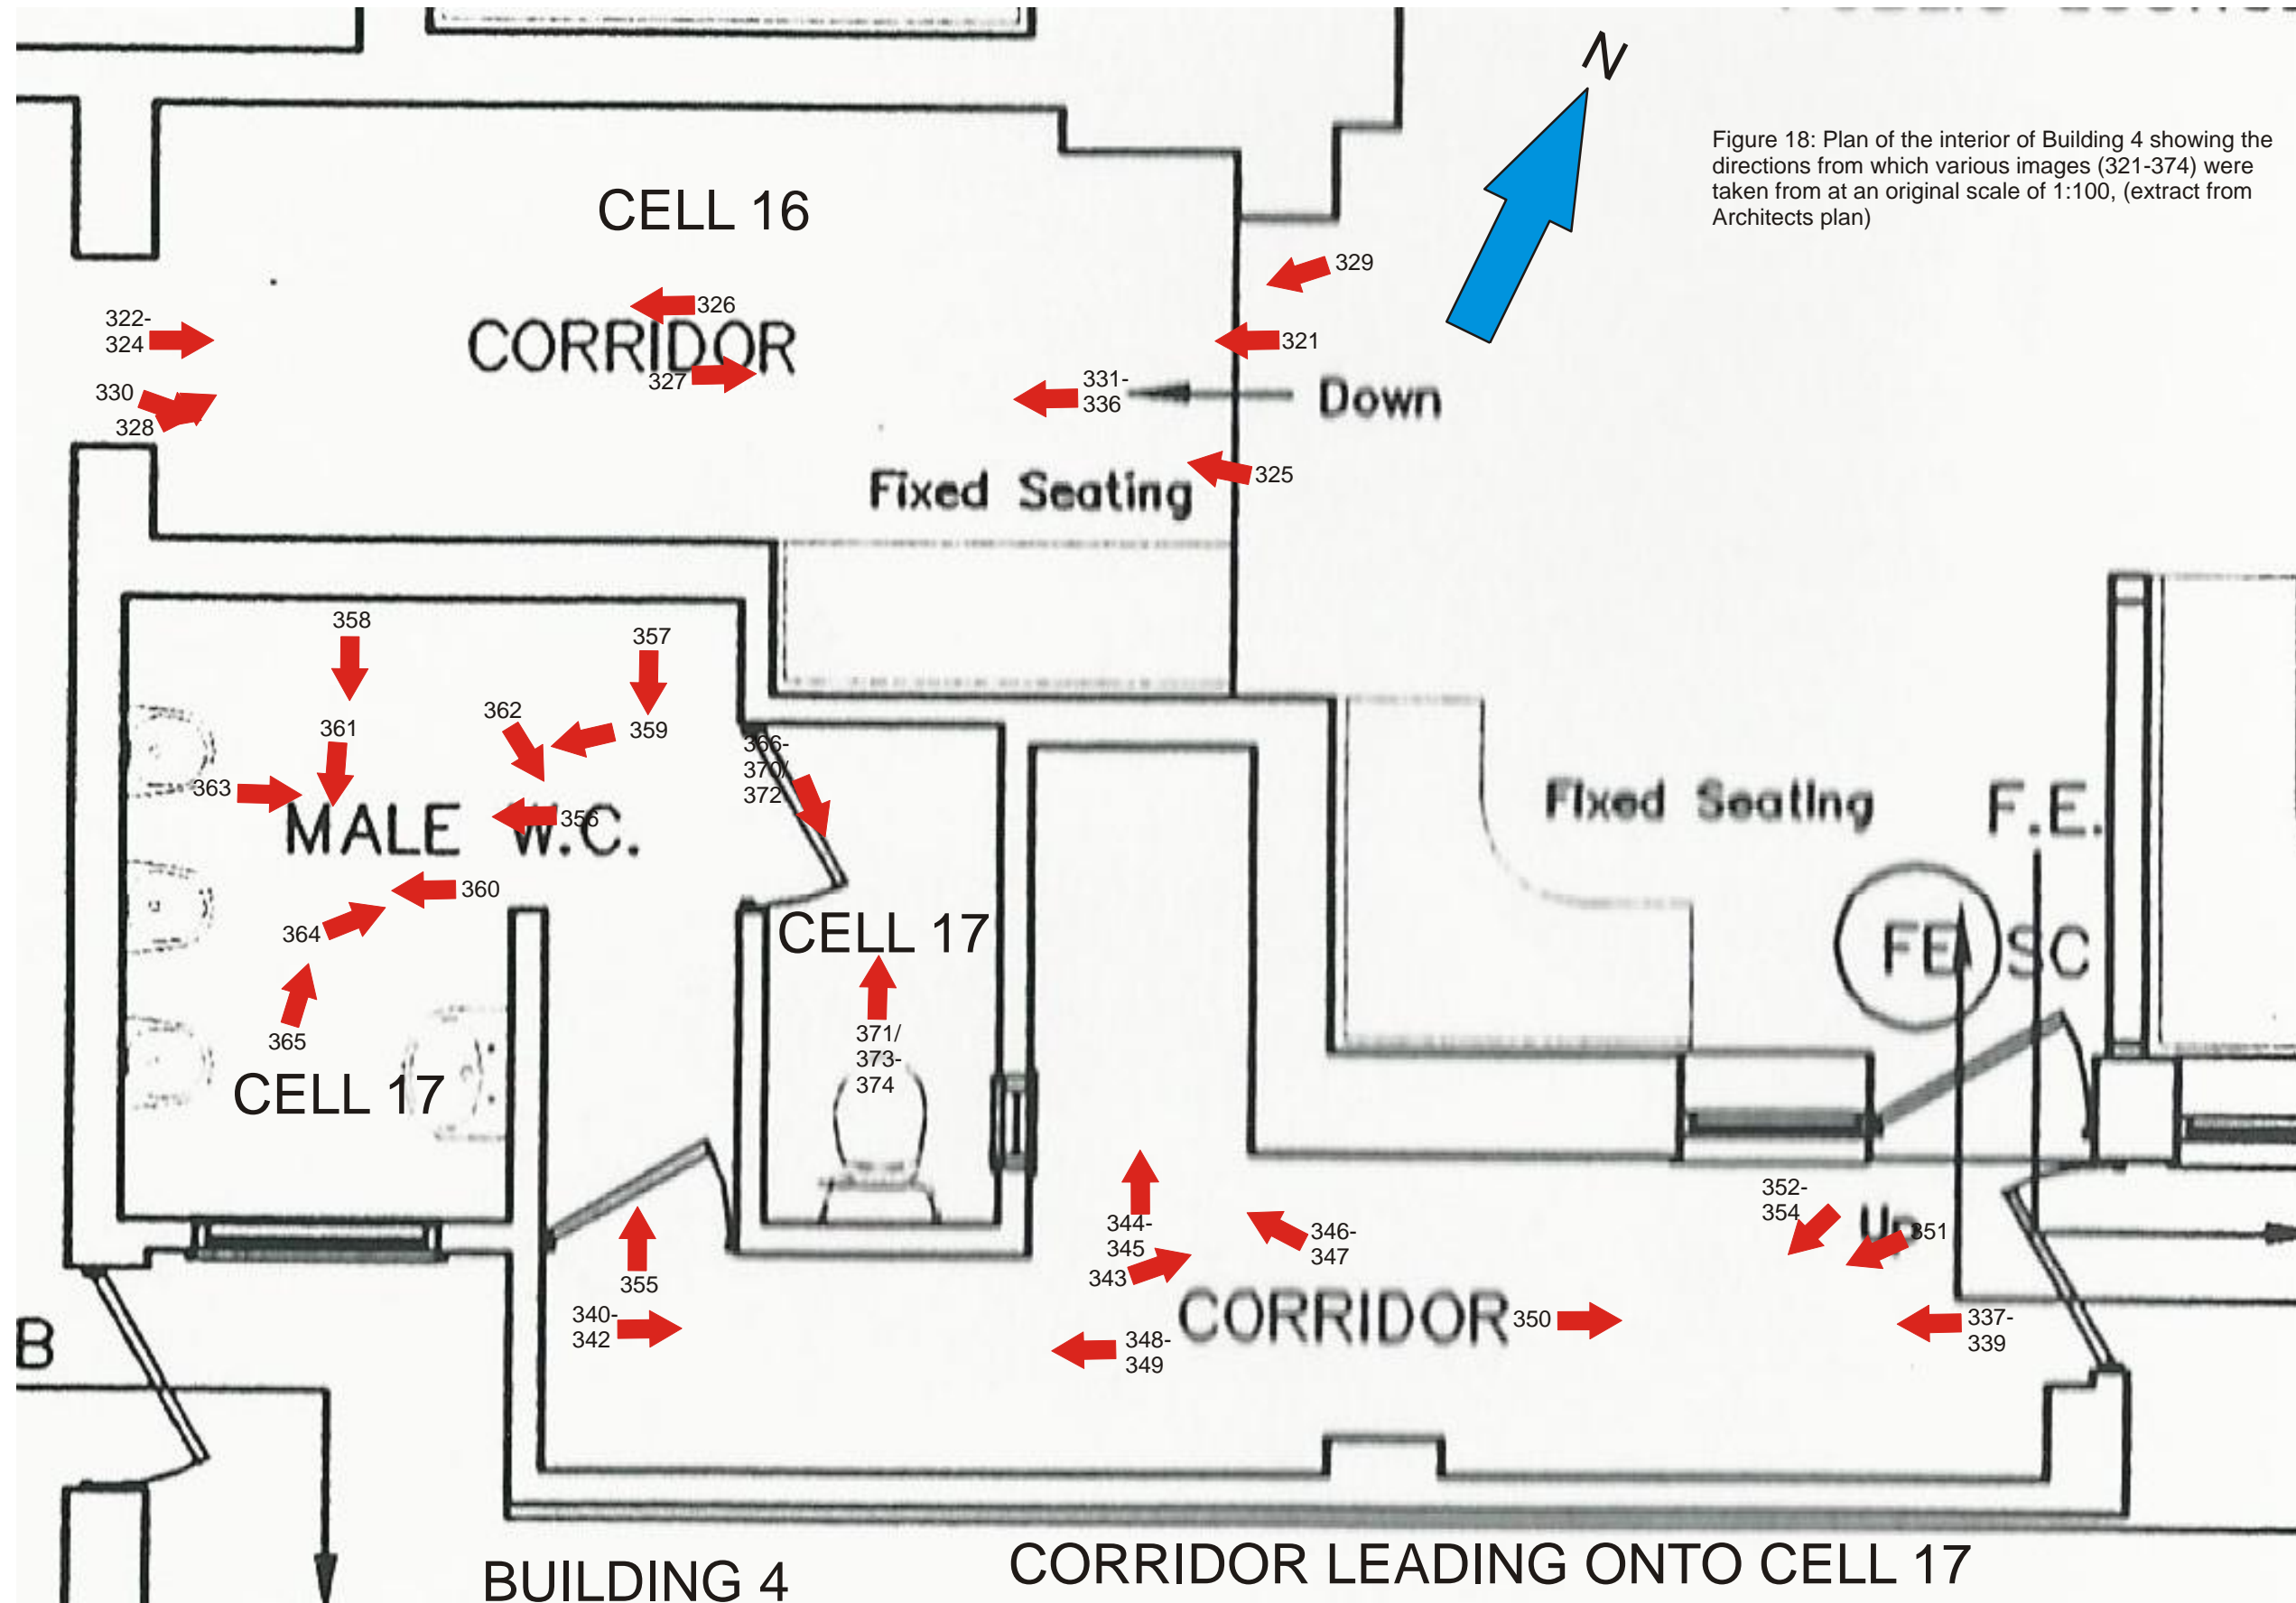 N
Figure 18: Plan of the interior of Building 4 showing the
directions from which various images (321-374) were
taken from at an original scale of 1:100, (extract from
Architects plan)
CELL 16
329
326
322-
324
CORRIDOR
321
327
331-
336
Down
330
328
325
Fixed Seating
358
357
361
362
359
366-
370/
372
363
MALE W.C.
356
Fixed Seating
F.E.
360
364
CELL 17
FE
SC
365
371/
373-
374
CELL 17
352-
354
Up
351
344-
345
346-
347
343
355
340-
342
CORRIDOR
350
337-
339
348-
349
B
BUILDING 4
CORRIDOR LEADING ONTO CELL 17